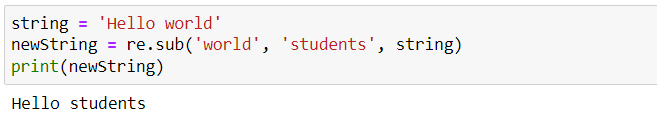 string = 'Hello world'
newString = re.sub('world', 'students', string)
print(newString)
Hello students